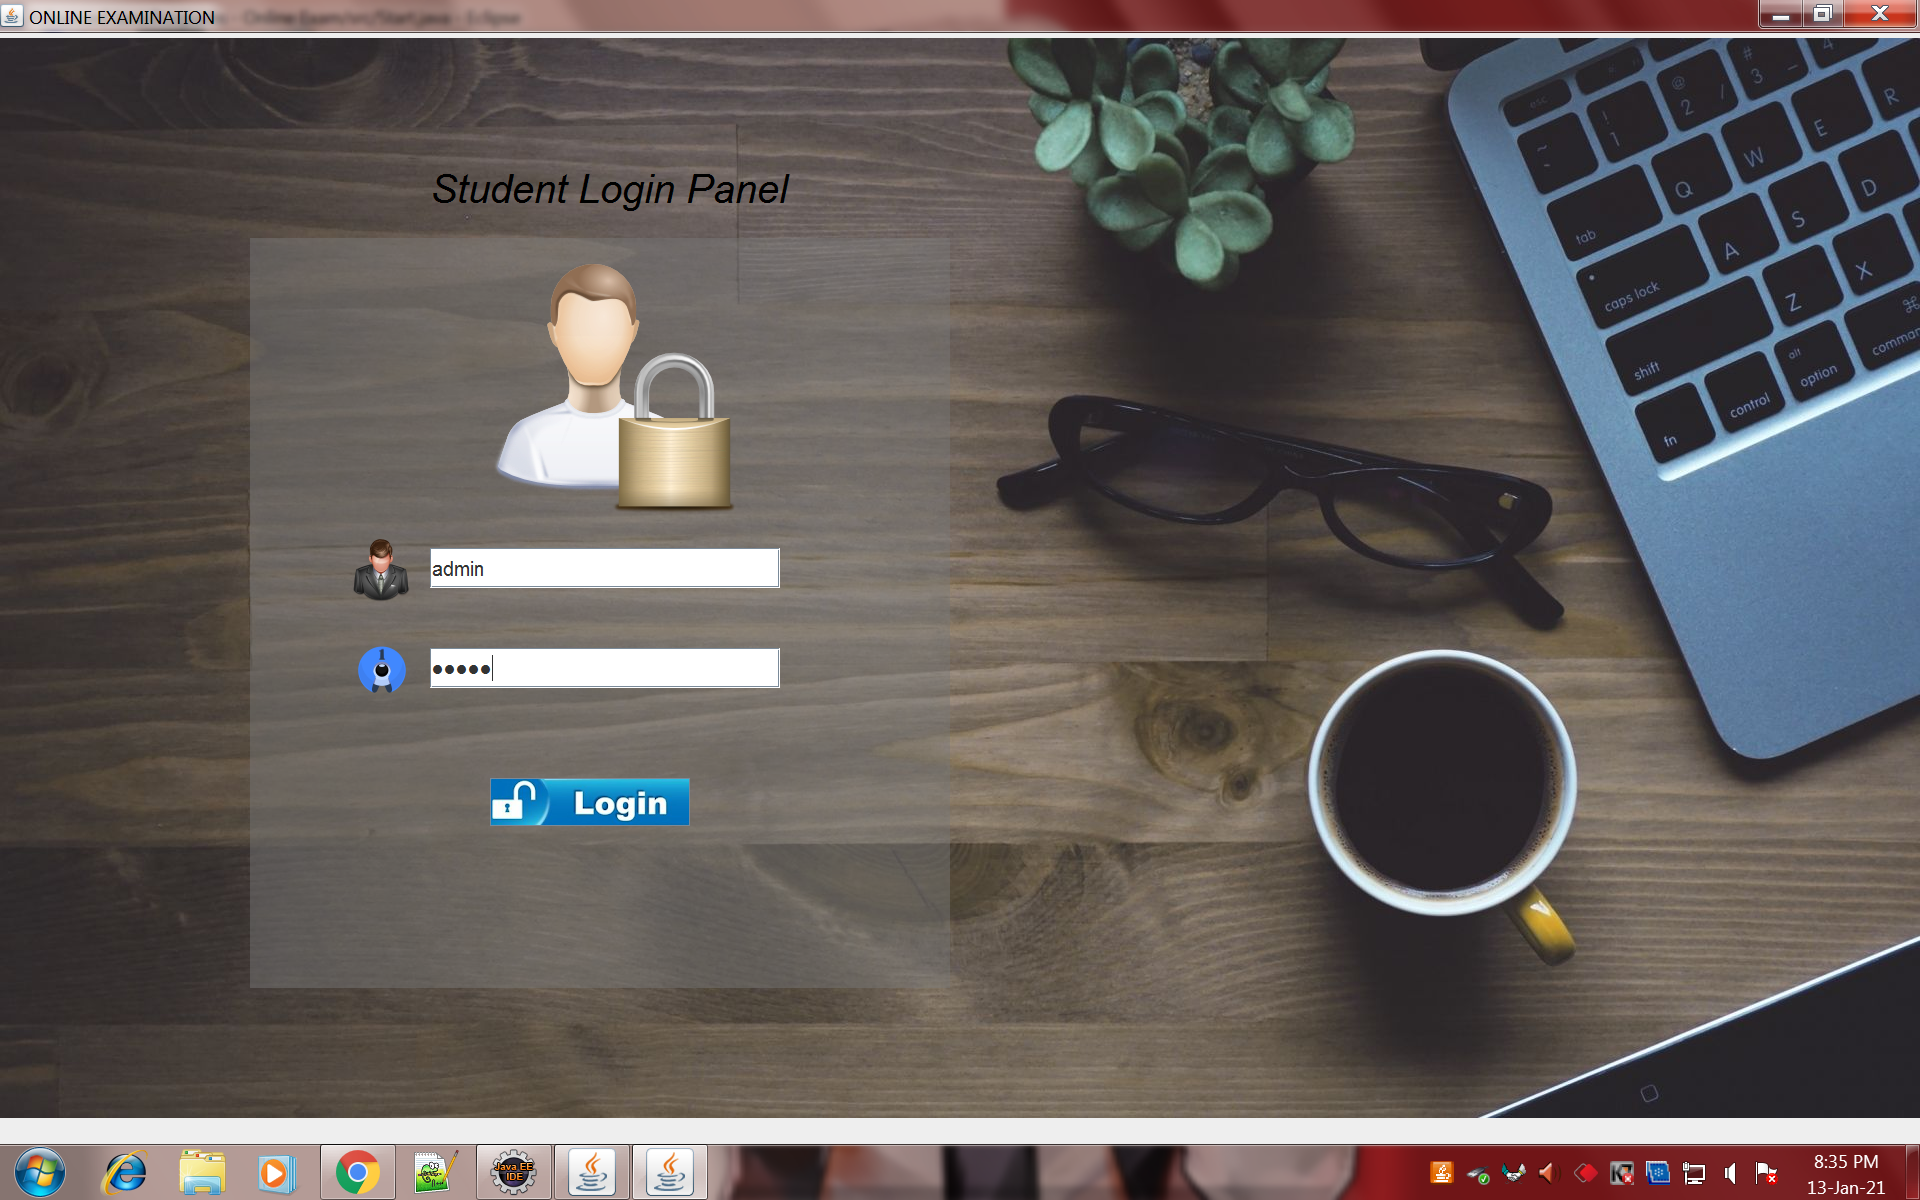 ONLINE EXAMINATION
Student Login Panel
admin
Login
esc
~
!
1
@
2
#
3
4
tab
Q
W
E
R
caps lock
A
S
D
shift
Z
X
fn
control
alt
option
⌘
Java EE
IDE
8:35 PM
13-Jan-21